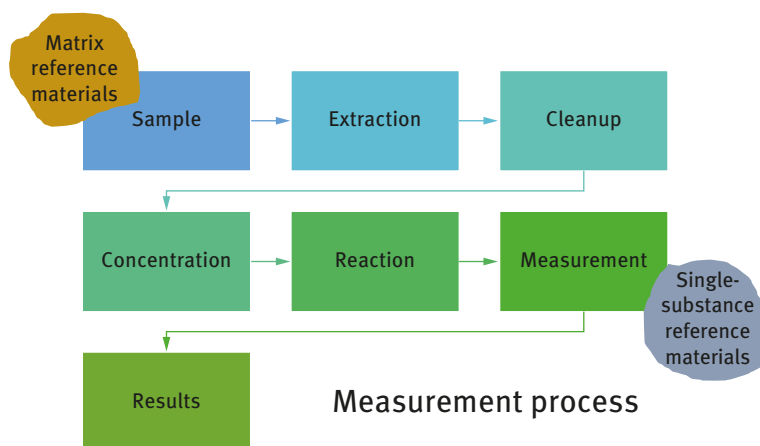 Matrix
reference
materials
Sample
Extraction
Cleanup
Concentration
Reaction
Measurement
Single-
substance
reference
materials
Results
Measurement process